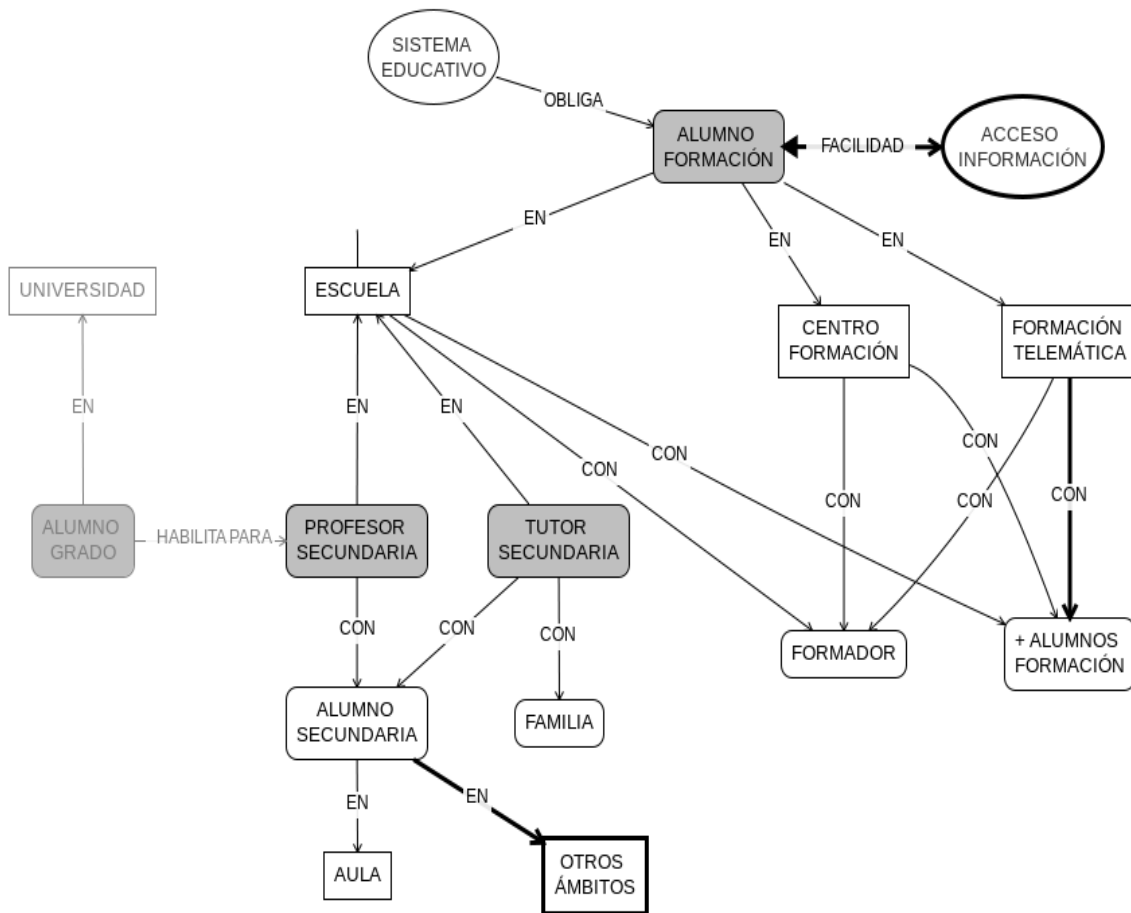 SISTEMA
EDUCATIVO
OBLIGA
ALUMNO
FORMACIÓN
FACILIDAD
ACCESO
INFORMACIÓN
EN
EN
EN
UNIVERSIDAD
ESCUELA
CENTRO
FORMACIÓN
FORMACIÓN
TELEMÁTICA
EN
EN
EN
CON
CON
CON
CON
CON
CON
ALUMNO
GRADO
HABILITA PARA
PROFESOR
SECUNDARIA
TUTOR
SECUNDARIA
CON
CON
CON
FORMADOR
+ ALUMNOS
FORMACIÓN
ALUMNO
SECUNDARIA
FAMILIA
EN
EN
AULA
OTROS
ÁMBITOS